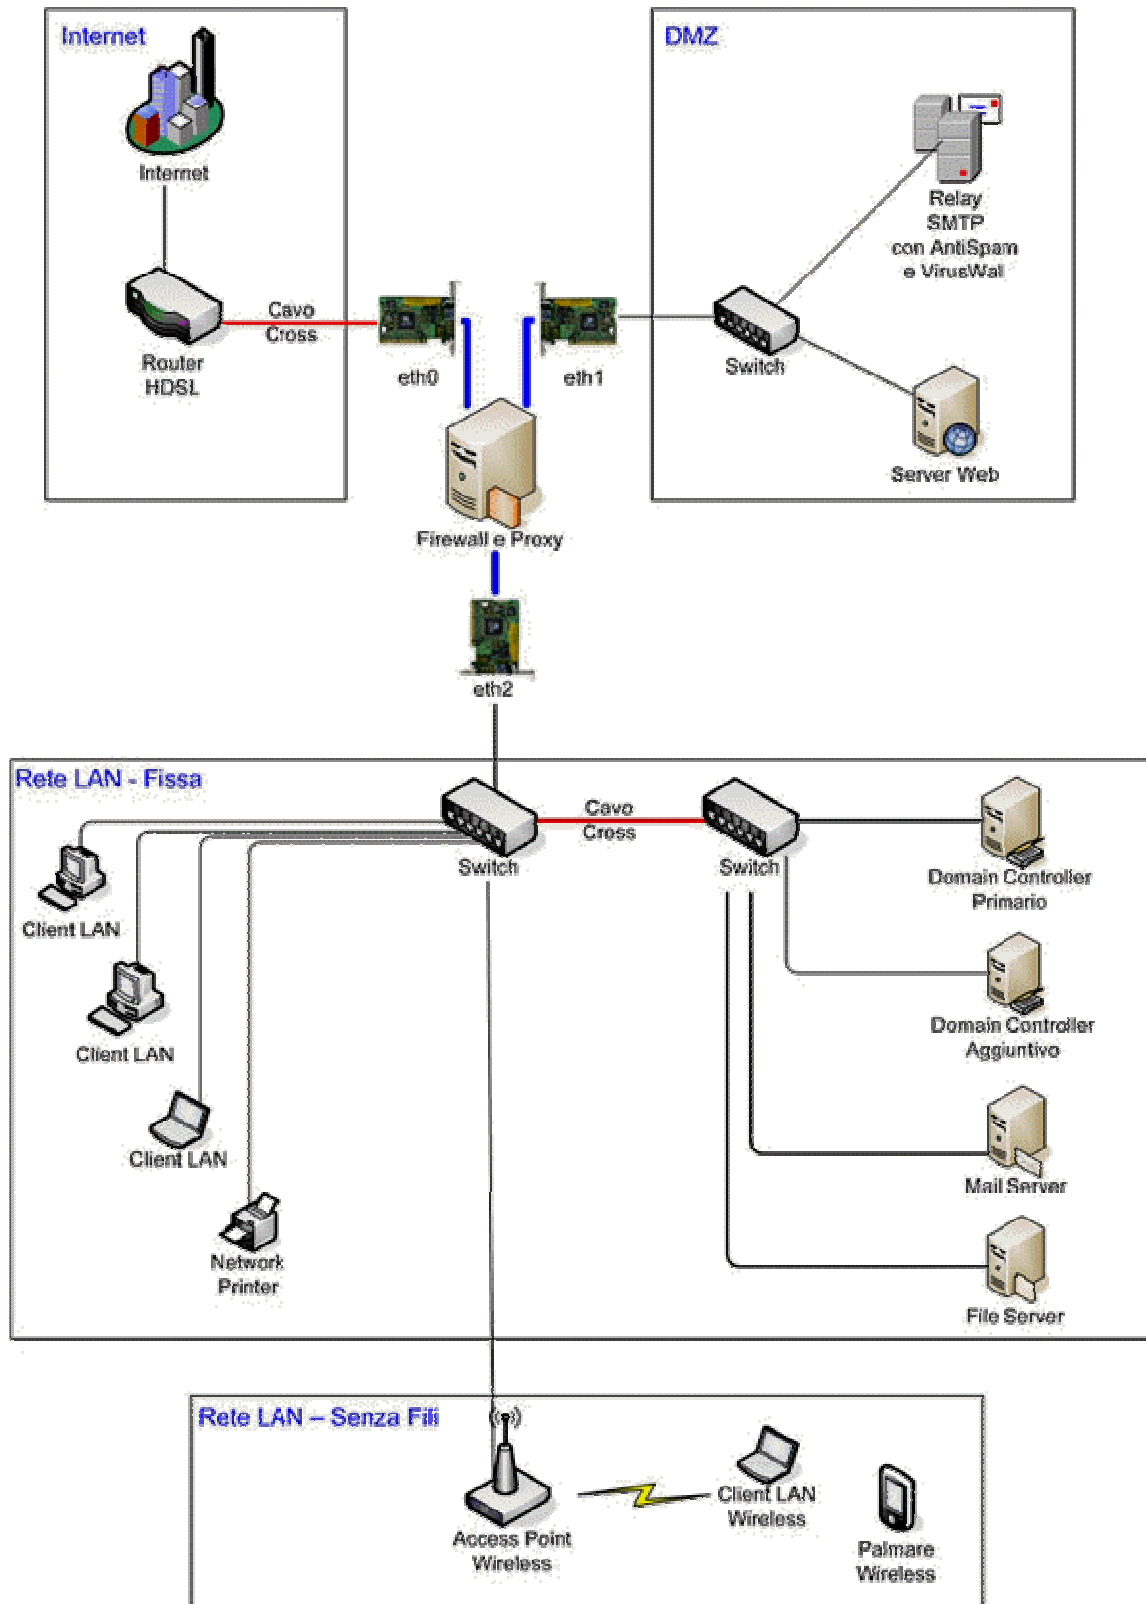 Internet
DMZ
Internet
Relay
SMTP
con AntiSpam
e VirusWal
Cavo
Cross
Router
HDSL
eth0
eth1
Switch
Server Web
Firewall e Proxy
eth2
Rete LAN - Fissa
Cavo
Cross
Switch
Switch
Client LAN
Domain Controller
Primario
Client LAN
Domain Controller
Aggiuntivo
Client LAN
Mail Server
Network
Printer
File Server
Rete LAN – Senza Fili
Access Point
Wireless
Client LAN
Wireless
Palmare
Wireless